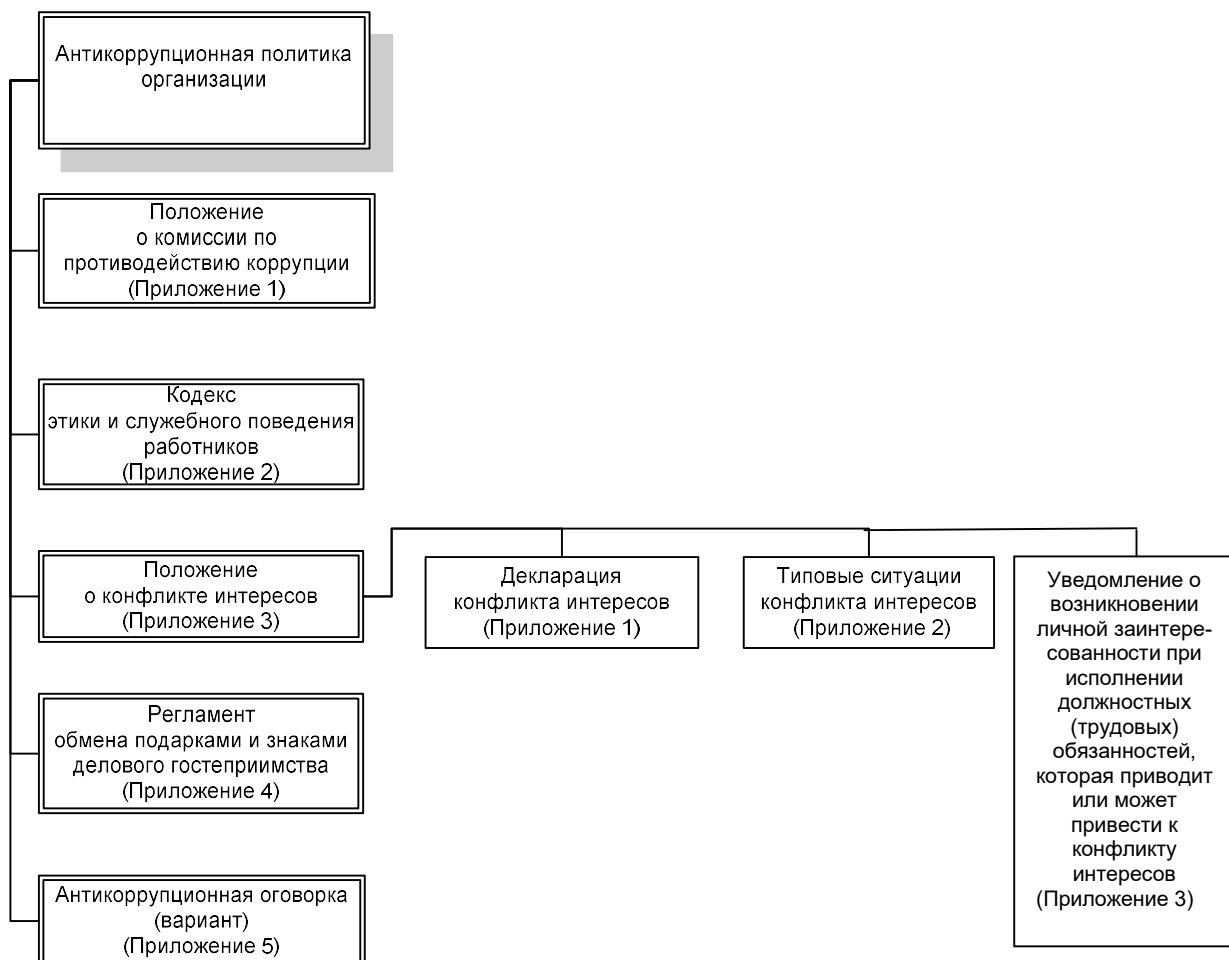 Антикоррупционная политика
организации
Положение
о комиссии по
противодействию коррупции
(Приложение 1)
Кодекс
этики и служебного поведения
работников
(Приложение 2)
Положение
о конфликте интересов
(Приложение 3)
Декларация
конфликта интересов
(Приложение 1)
Типовые ситуации
конфликта интересов
(Приложение 2)
Уведомление о
возникновении
личной заинтере-
сованности при
исполнении
должностных
(трудовых)
обязанностей,
которая приводит
или может
привести к
конфликту
интересов
(Приложение 3)
Регламент
обмена подарками и знаками
делового гостеприимства
(Приложение 4)
Антикоррупционная оговорка
(вариант)
(Приложение 5)